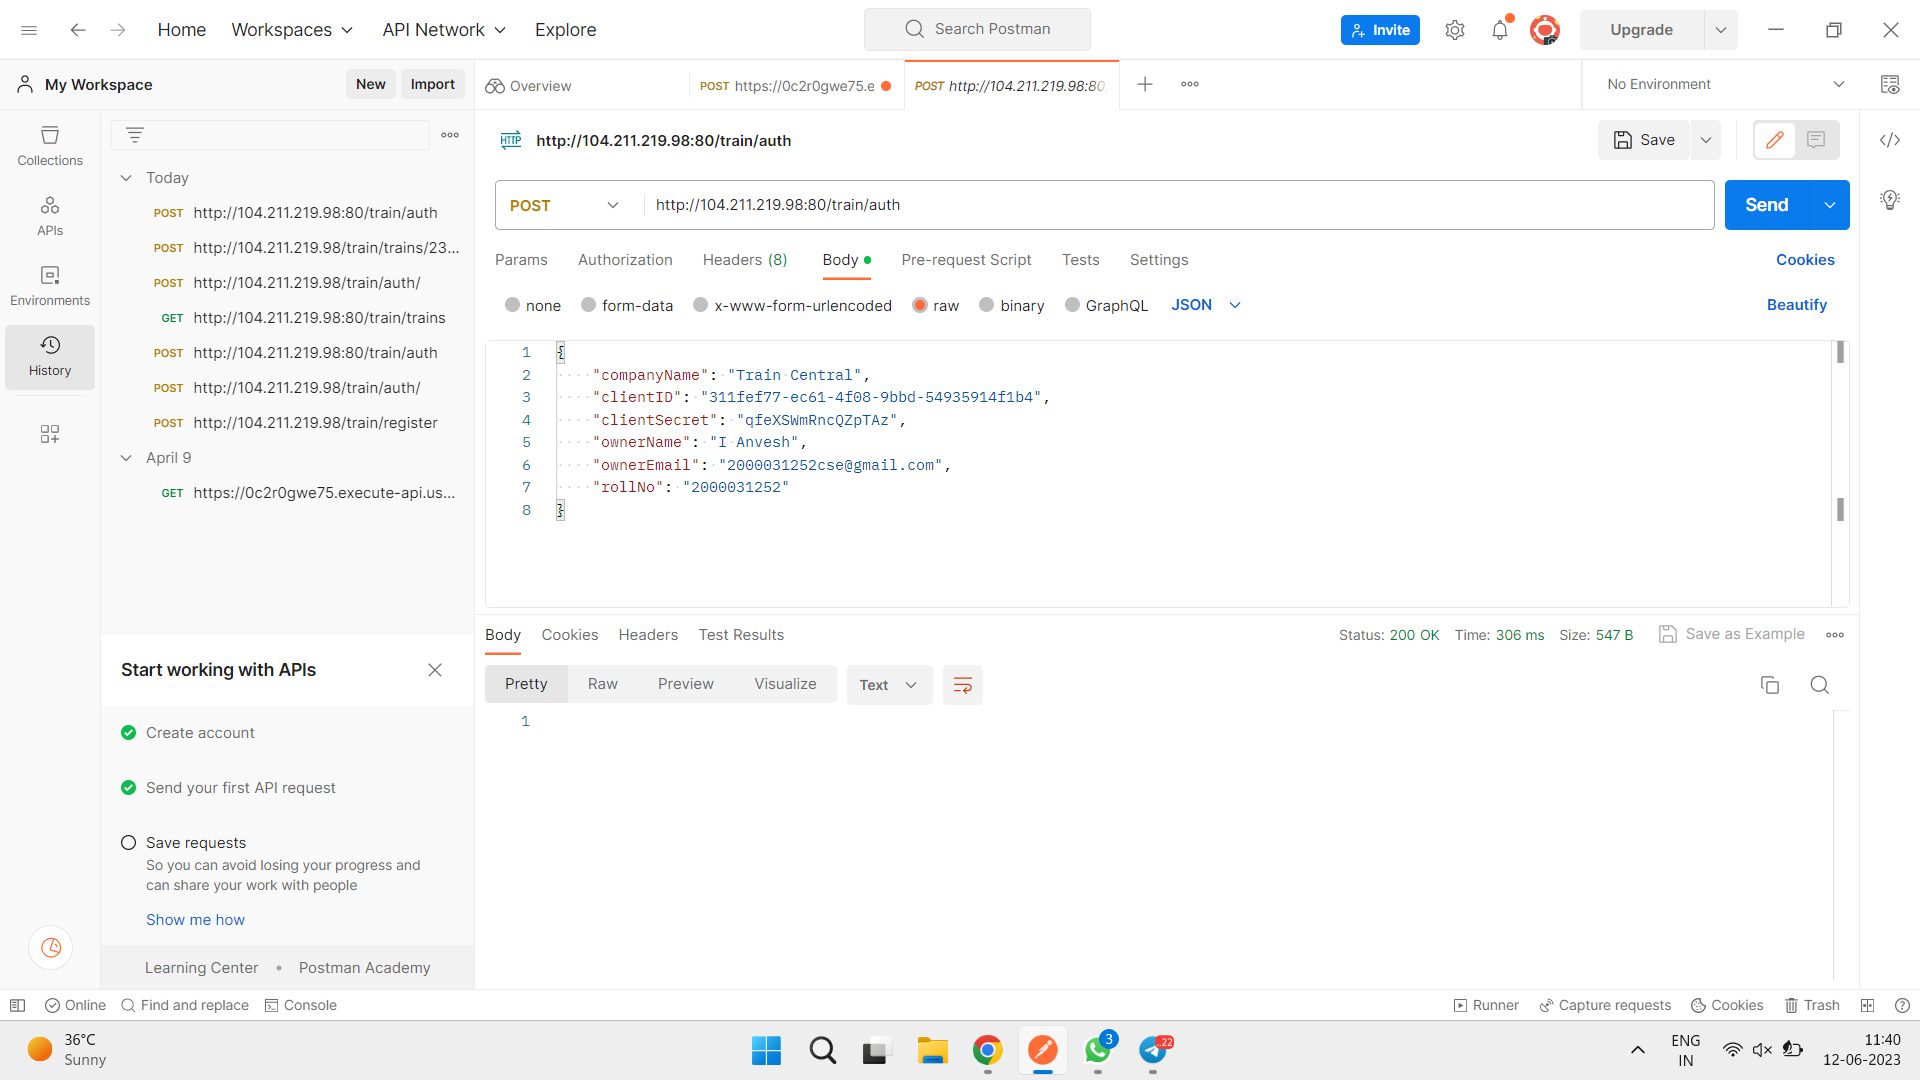 Home
Workspaces
API Network
Explore
Search Postman
Invite
Upgrade
My Workspace
New
Import
Overview
POST https://0c2r0gwe75.e
POST http://104.211.219.98:80
No Environment
Collections
APIs
Environments
History
Today
POST http://104.211.219.98:80/train/auth
POST http://104.211.219.98/train/trains/23...
POST http://104.211.219.98/train/auth/
GET http://104.211.219.98:80/train/trains
POST http://104.211.219.98:80/train/auth
POST http://104.211.219.98/train/auth/
POST http://104.211.219.98/train/register
April 9
GET https://0c2r0gwe75.execute-api.us...
HTTP http://104.211.219.98:80/train/auth
Save
POST http://104.211.219.98:80/train/auth
Send
Params Authorization Headers (8) Body Pre-request Script Tests Settings Cookies
none form-data x-www-form-urlencoded raw binary GraphQL JSON Beautify
1 {
2 "companyName": "Train Central",
3 "clientID": "311fef77-ec61-4f08-9bbd-54935914f1b4",
4 "clientSecret": "qfeXSWmRncQZpTAz",
5 "ownerName": "I Anvesh",
6 "ownerEmail": "2000031252cse@gmail.com",
7 "rollNo": "2000031252"
8 }
Body Cookies Headers Test Results
Status: 200 OK Time: 306 ms Size: 547 B Save as Example
Pretty Raw Preview Visualize Text
1
Start working with APIs
Create account
Send your first API request
Save requests
So you can avoid losing your progress and
can share your work with people
Show me how
Learning Center • Postman Academy
Online Find and replace Console
Runner Capture requests Cookies Trash
36°C
Sunny
3
..22
ENG
IN
11:40
12-06-2023